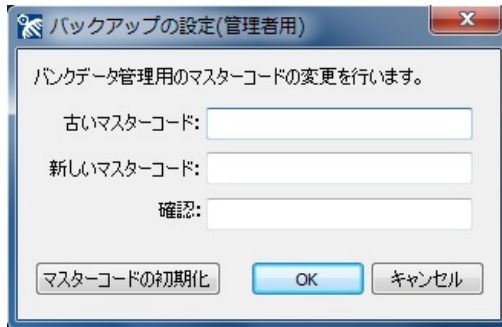 バックアップの設定(管理者用)
バンクデータ管理用のマスターコードの変更を行います。
古いマスターコード:
新しいマスターコード:
確認:
マスターコードの初期化 OK キャンセル